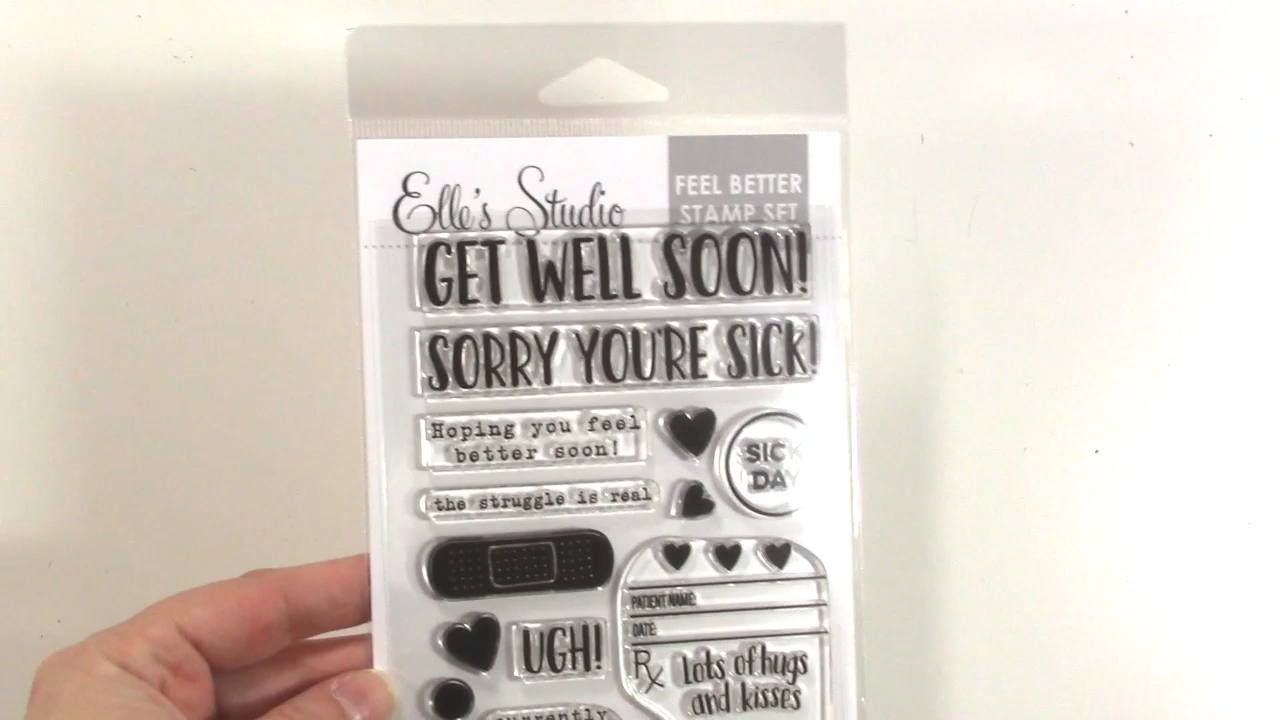 Elle's Studio
FEEL BETTER
STAMP SET
GET WELL SOON!
SORRY YOU'RE SICK!
Hoping you feel
better soon!
SICK
DAY
the struggle is real
PATIENT NAME:
DATE:
UGH!
Rx Lots of hugs
and kisses
currently